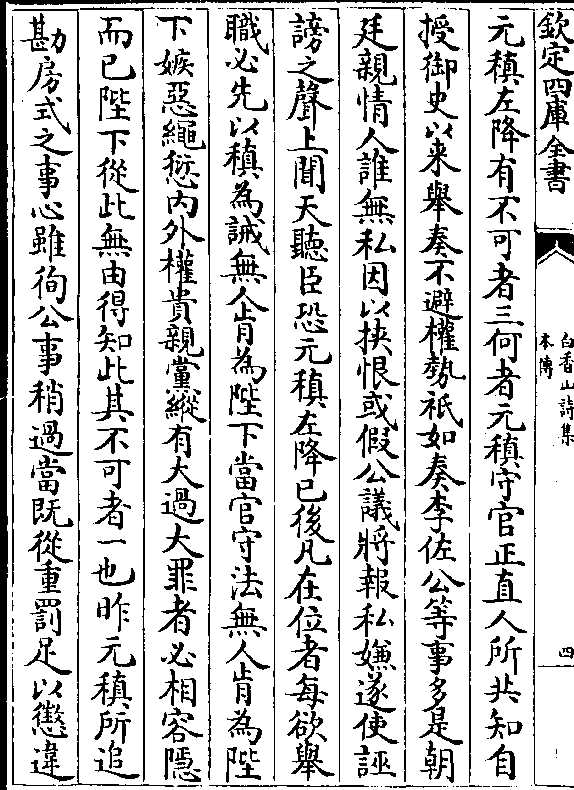 欽定四庫全書
白香山詩集
本傳
四
元稹左降有不可者三何者元稹守官正直人所共知自
授御史以來舉奏不避權勢祇如奏李佐公等事多是朝
廷親情人誰無私因以挾恨或假公議將報私嫌遂使誣
謗之聲上聞天聽臣恐元稹左降已後凡在位者每欲舉
職必先以稹為誡無人肯為陛下當官守法無人肯為陛
下嫉惡繩愆内外權貴親黨縱有大過大罪者必相容隱
而已陛下從此無由得知此其不可者一也昨元稹所追
勘房式之事心雖徇公事稍過當既從重罰足以懲違